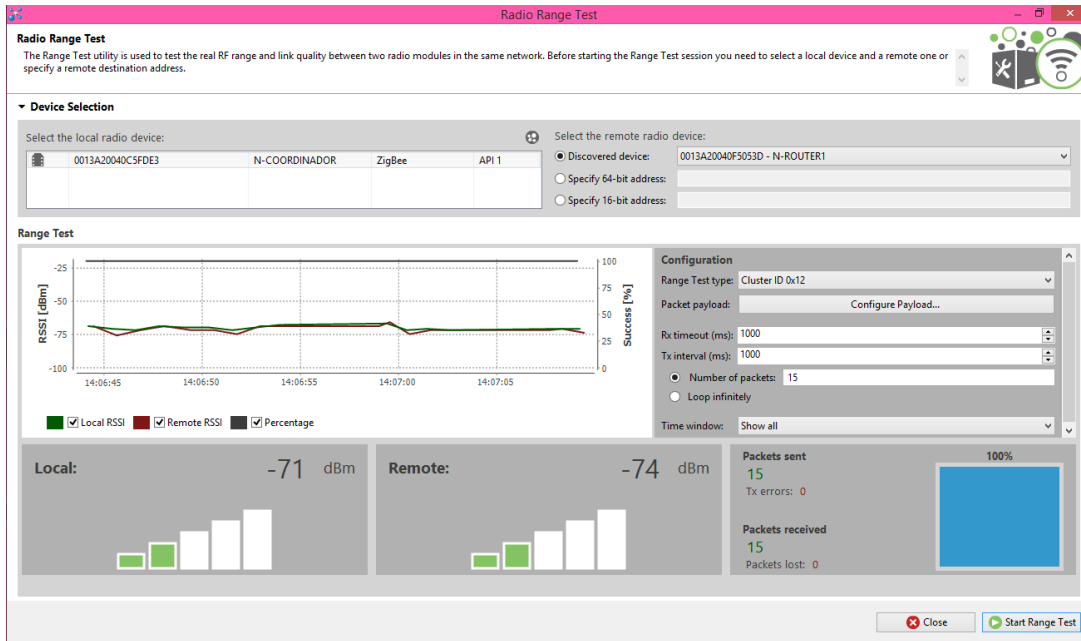 Radio Range Test
Radio Range Test
The Range Test utility is used to test the real RF range and link quality between two radio modules in the same network. Before starting the Range Test session you need to select a local device and a remote one or
specify a remote destination address.
Device Selection
Select the local radio device:
0013A20040C5FDE3 N-COORDINADOR ZigBee API 1
Select the remote radio device:
Discovered device: 0013A20040F5053D - N-ROUTER1
Specify 64-bit address:
Specify 16-bit address:
Range Test
RSSI [dBm]
-25
-50
-75
-100
100
75
50
25
0
Success [%]
14:06:45 14:06:50 14:06:55 14:07:00 14:07:05
Local RSSI Remote RSSI Percentage
Configuration
Range Test type: Cluster ID 0x12
Packet payload: Configure Payload...
Rx timeout (ms): 1000
Tx interval (ms): 1000
Number of packets: 15
Loop infinitely
Time window: Show all
Local: -71 dBm
Remote: -74 dBm
Packets sent
15
Tx errors: 0
Packets received
15
Packets lost: 0
100%
Close Start Range Test